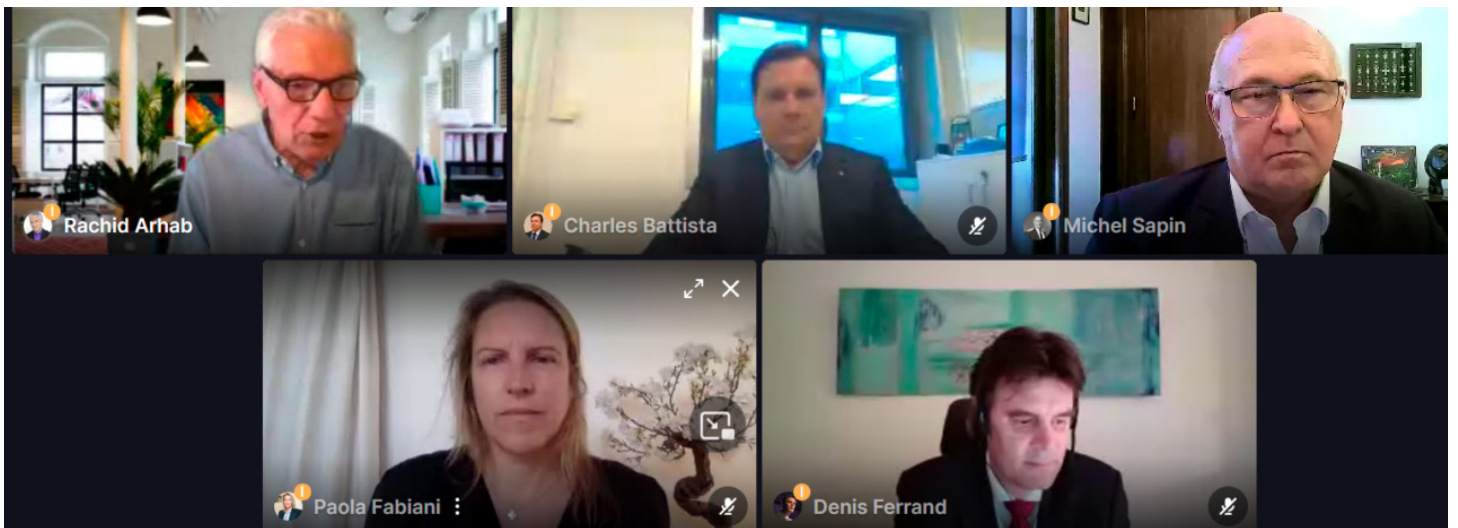 Rachid Arhab
Charles Battista
Michel Sapin
Paola Fabiani
Denis Ferrand